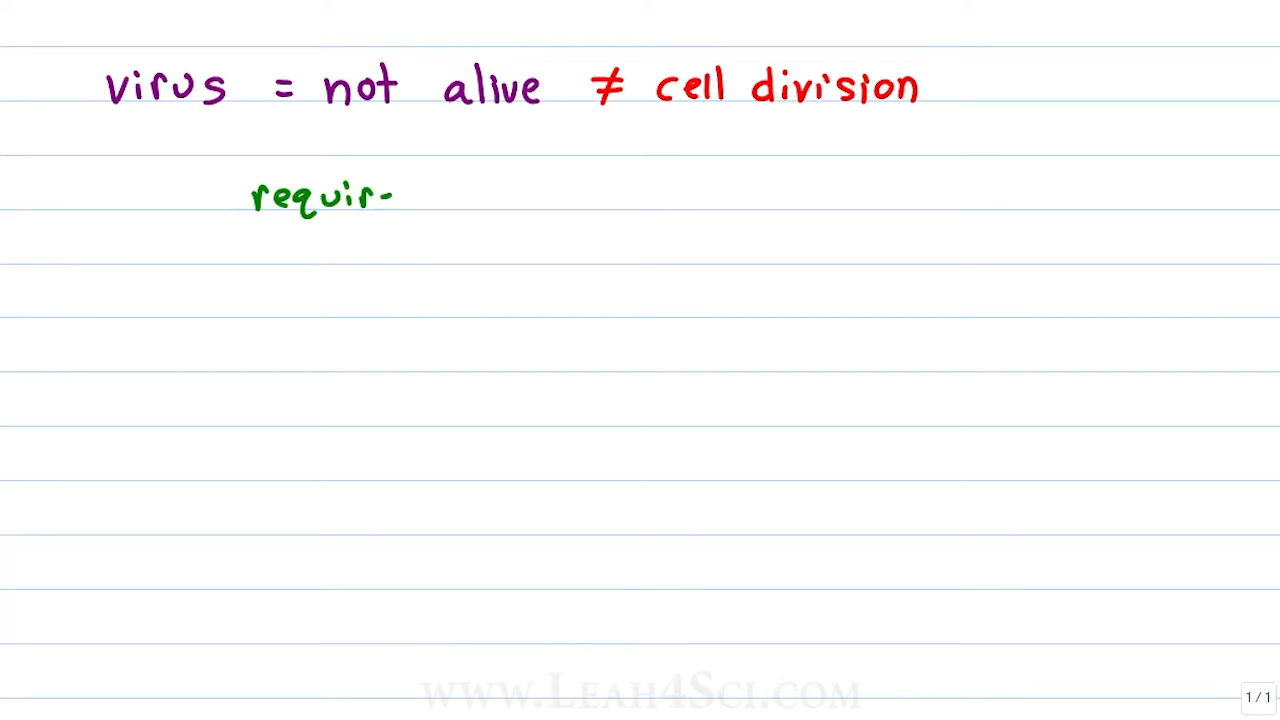 virus = not alive ≠ cell division
requir-
www.Leah4Sci.com
1/1